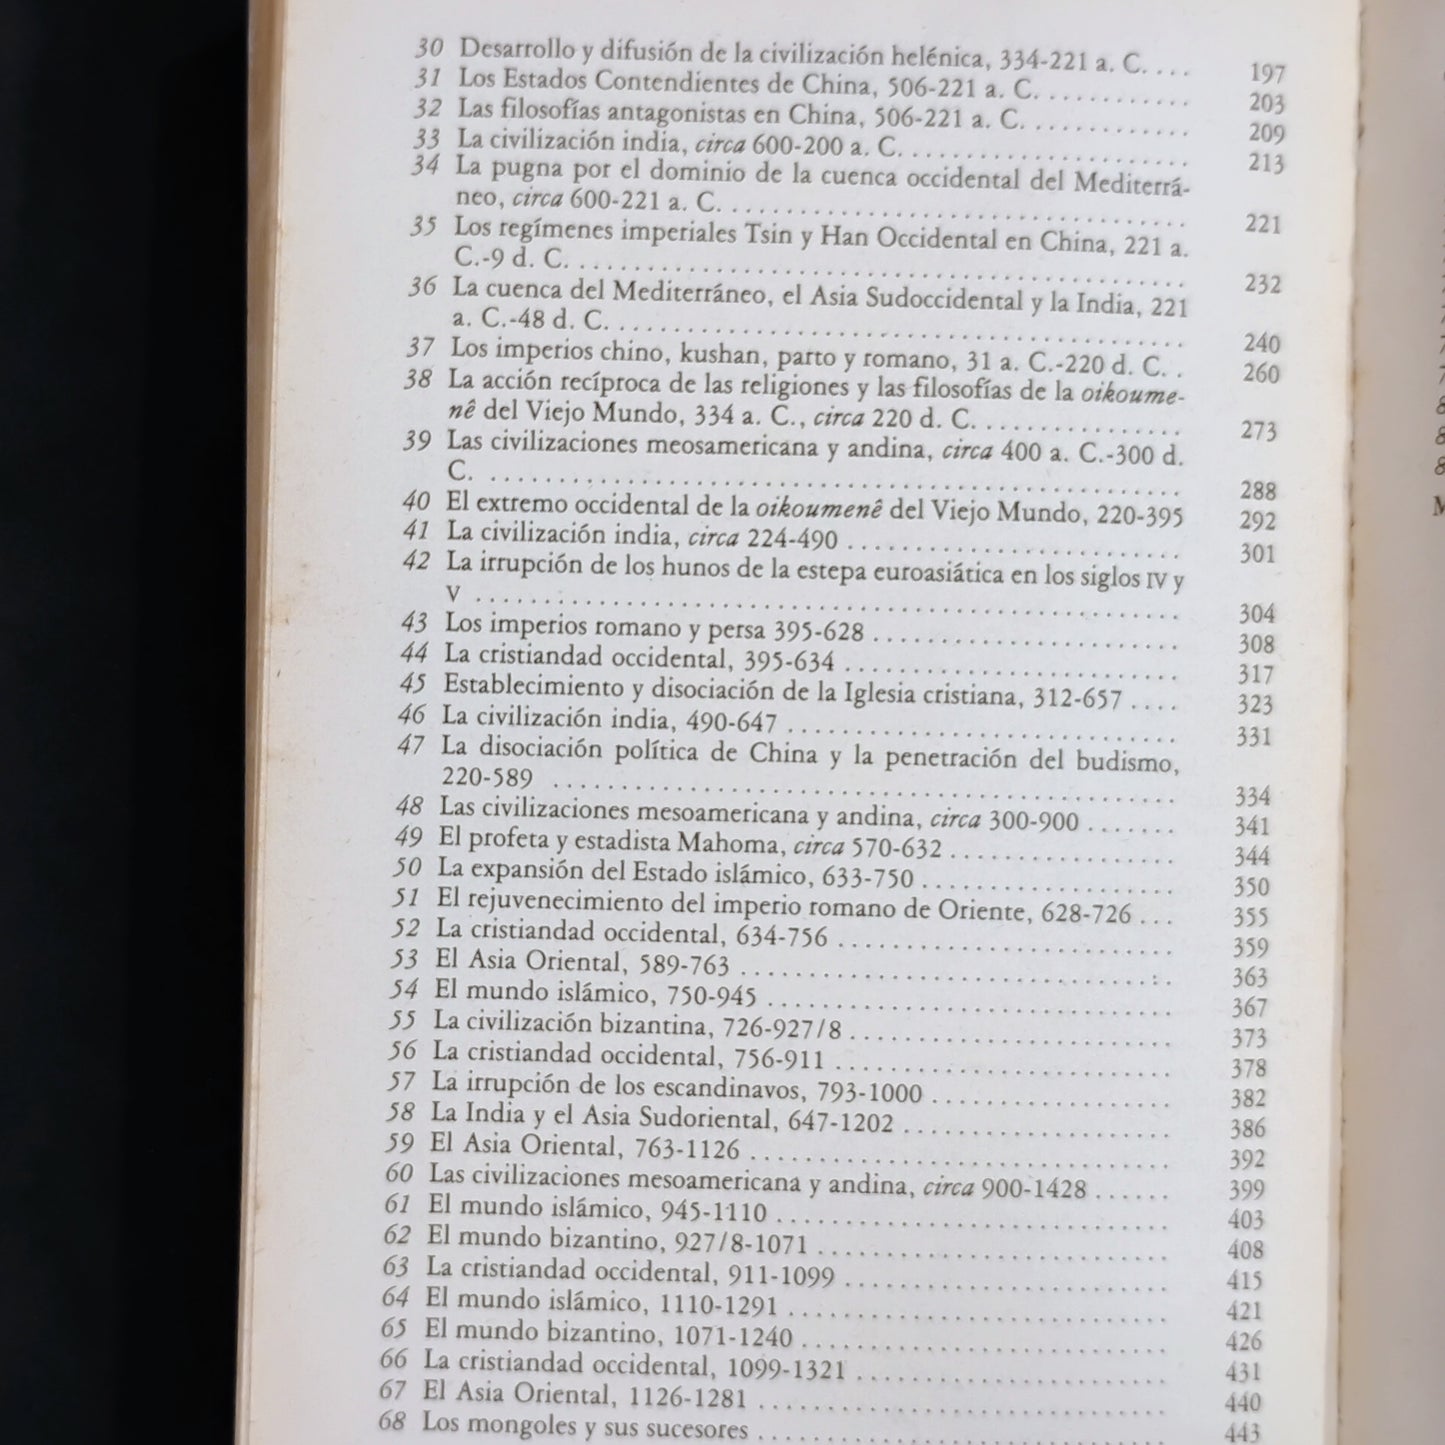 30 Desarrollo y difusión de la civilización helénica, 334-221 a. C. . . . 197
31 Los Estados Contendientes de China, 506-221 a. C. . . . . . . . . . . . 203
32 Las filosofías antagonistas en China, 506-221 a. C. . . . . . . . . . . . 209
33 La civilización india, circa 600-200 a. C. . . . . . . . . . . . . . . . . . . . 213
34 La pugna por el dominio de la cuenca occidental del Mediterrá-
neo, circa 600-221 a. C. . . . . . . . . . . . . . . . . . . . . . . . . . . . . . . . . 221
35 Los regímenes imperiales Tsin y Han Occidental en China, 221 a.
C.-9 d. C. . . . . . . . . . . . . . . . . . . . . . . . . . . . . . . . . . . . . . . . . . . . 232
36 La cuenca del Mediterráneo, el Asia Sudoccidental y la India, 221
a. C.-48 d. C. . . . . . . . . . . . . . . . . . . . . . . . . . . . . . . . . . . . . . . . . 240
37 Los imperios chino, kushan, parto y romano, 31 a. C.-220 d. C. . 260
38 La acción recíproca de las religiones y las filosofías de la oikoume-
nê del Viejo Mundo, 334 a. C., circa 220 d. C. . . . . . . . . . . . . . . . 273
39 Las civilizaciones meosamericana y andina, circa 400 a. C.-300 d.
C. . . . . . . . . . . . . . . . . . . . . . . . . . . . . . . . . . . . . . . . . . . . . . . . . . 288
40 El extremo occidental de la oikoumenê del Viejo Mundo, 220-395 292
41 La civilización india, circa 224-490 . . . . . . . . . . . . . . . . . . . . . . . . 301
42 La irrupción de los hunos de la estepa euroasiática en los siglos IV y
V . . . . . . . . . . . . . . . . . . . . . . . . . . . . . . . . . . . . . . . . . . . . . . . . . . . 304
43 Los imperios romano y persa 395-628 . . . . . . . . . . . . . . . . . . . . . . 308
44 La cristiandad occidental, 395-634 . . . . . . . . . . . . . . . . . . . . . . . . 317
45 Establecimiento y disociación de la Iglesia cristiana, 312-657 . . . . 323
46 La civilización india, 490-647 . . . . . . . . . . . . . . . . . . . . . . . . . . . . 331
47 La disociación política de China y la penetración del budismo,
220-589 . . . . . . . . . . . . . . . . . . . . . . . . . . . . . . . . . . . . . . . . . . . . . 334
48 Las civilizaciones mesoamericana y andina, circa 300-900 . . . . . . . 341
49 El profeta y estadista Mahoma, circa 570-632 . . . . . . . . . . . . . . . . 344
50 La expansión del Estado islámico, 633-750 . . . . . . . . . . . . . . . . . . 350
51 El rejuvenecimiento del imperio romano de Oriente, 628-726 . . . 355
52 La cristiandad occidental, 634-756 . . . . . . . . . . . . . . . . . . . . . . . . 359
53 El Asia Oriental, 589-763 . . . . . . . . . . . . . . . . . . . . . . . . . . . . . : . 363
54 El mundo islámico, 750-945 . . . . . . . . . . . . . . . . . . . . . . . . . . . . . 367
55 La civilización bizantina, 726-927/8 . . . . . . . . . . . . . . . . . . . . . . . 373
56 La cristiandad occidental, 756-911 . . . . . . . . . . . . . . . . . . . . . . . . 378
57 La irrupción de los escandinavos, 793-1000 . . . . . . . . . . . . . . . . . 382
58 La India y el Asia Sudoriental, 647-1202 . . . . . . . . . . . . . . . . . . . 386
59 El Asia Oriental, 763-1126 . . . . . . . . . . . . . . . . . . . . . . . . . . . . . . 392
60 Las civilizaciones mesoamericana y andina, circa 900-1428 . . . . . . 399
61 El mundo islámico, 945-1110 . . . . . . . . . . . . . . . . . . . . . . . . . . . . 403
62 El mundo bizantino, 927/8-1071 . . . . . . . . . . . . . . . . . . . . . . . . . 408
63 La cristiandad occidental, 911-1099 . . . . . . . . . . . . . . . . . . . . . . . 415
64 El mundo islámico, 1110-1291 . . . . . . . . . . . . . . . . . . . . . . . . . . . 421
65 El mundo bizantino, 1071-1240 . . . . . . . . . . . . . . . . . . . . . . . . . . 426
66 La cristiandad occidental, 1099-1321 . . . . . . . . . . . . . . . . . . . . . . 431
67 El Asia Oriental, 1126-1281 . . . . . . . . . . . . . . . . . . . . . . . . . . . . . 440
68 Los mongoles y sus sucesores . . . . . . . . . . . . . . . . . . . . . . . . . . . . . 443